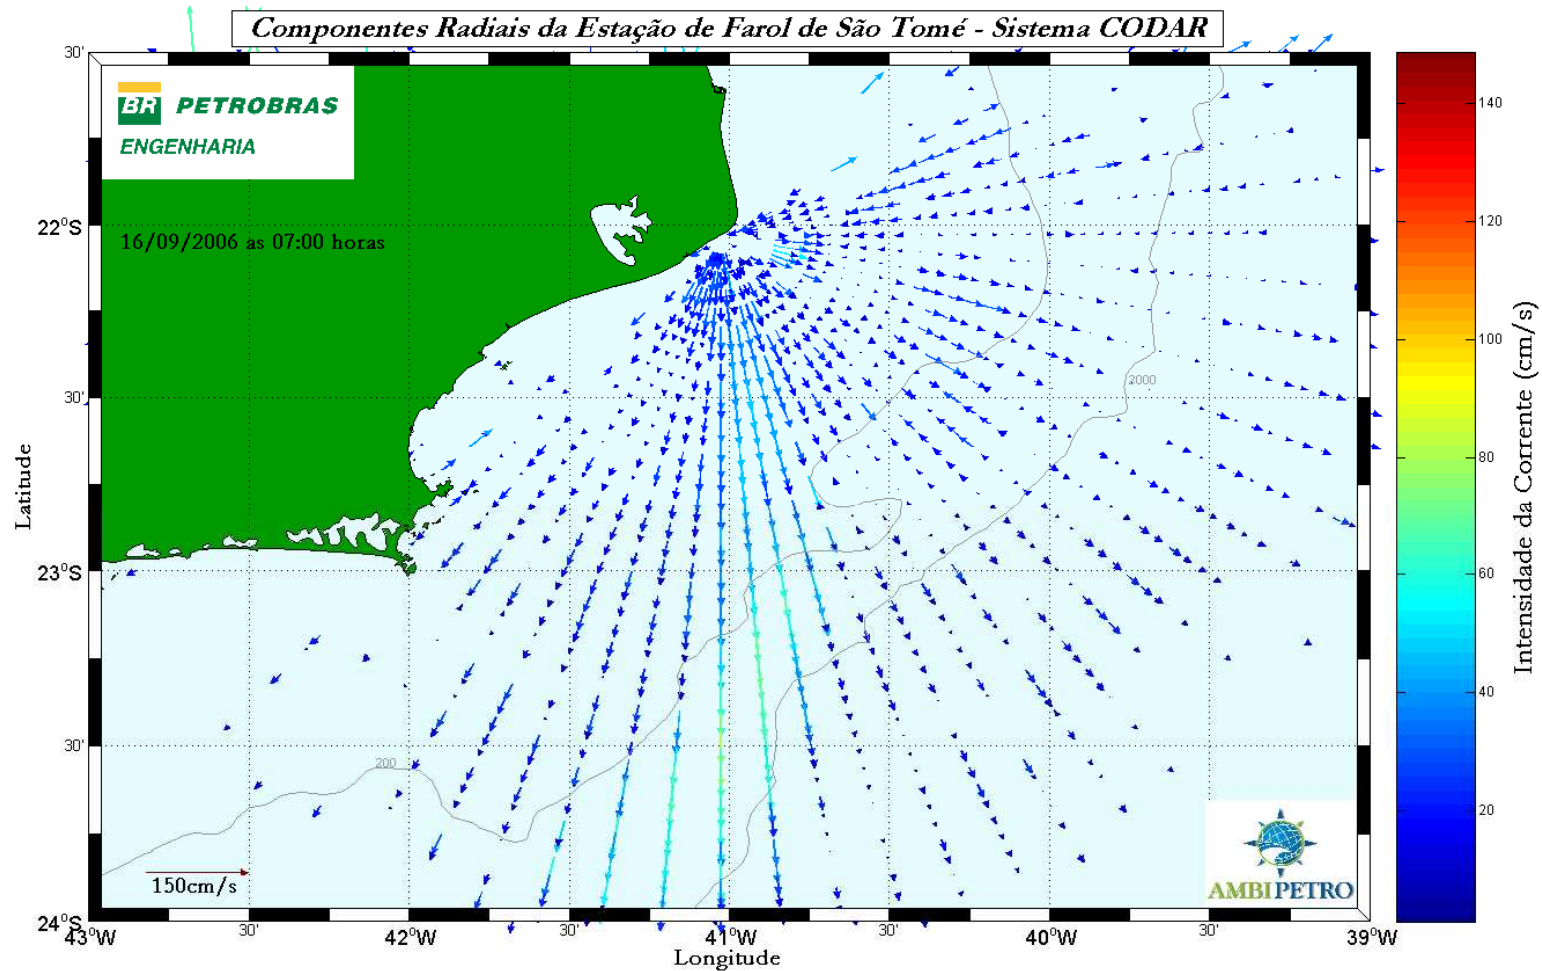 Componentes Radiais da Estação de Farol de São Tomé - Sistema CODAR
BR PETROBRAS
ENGENHARIA
16/09/2006 as 07:00 horas
30'
22°S
30'
23°S
30'
24°S
Latitude
43°W
30'
42°W
30'
41°W
30'
40°W
30'
39°W
Longitude
200
2000
150cm/s
AMBIPETRO
140
120
100
80
60
40
20
Intensidade da Corrente (cm/s)